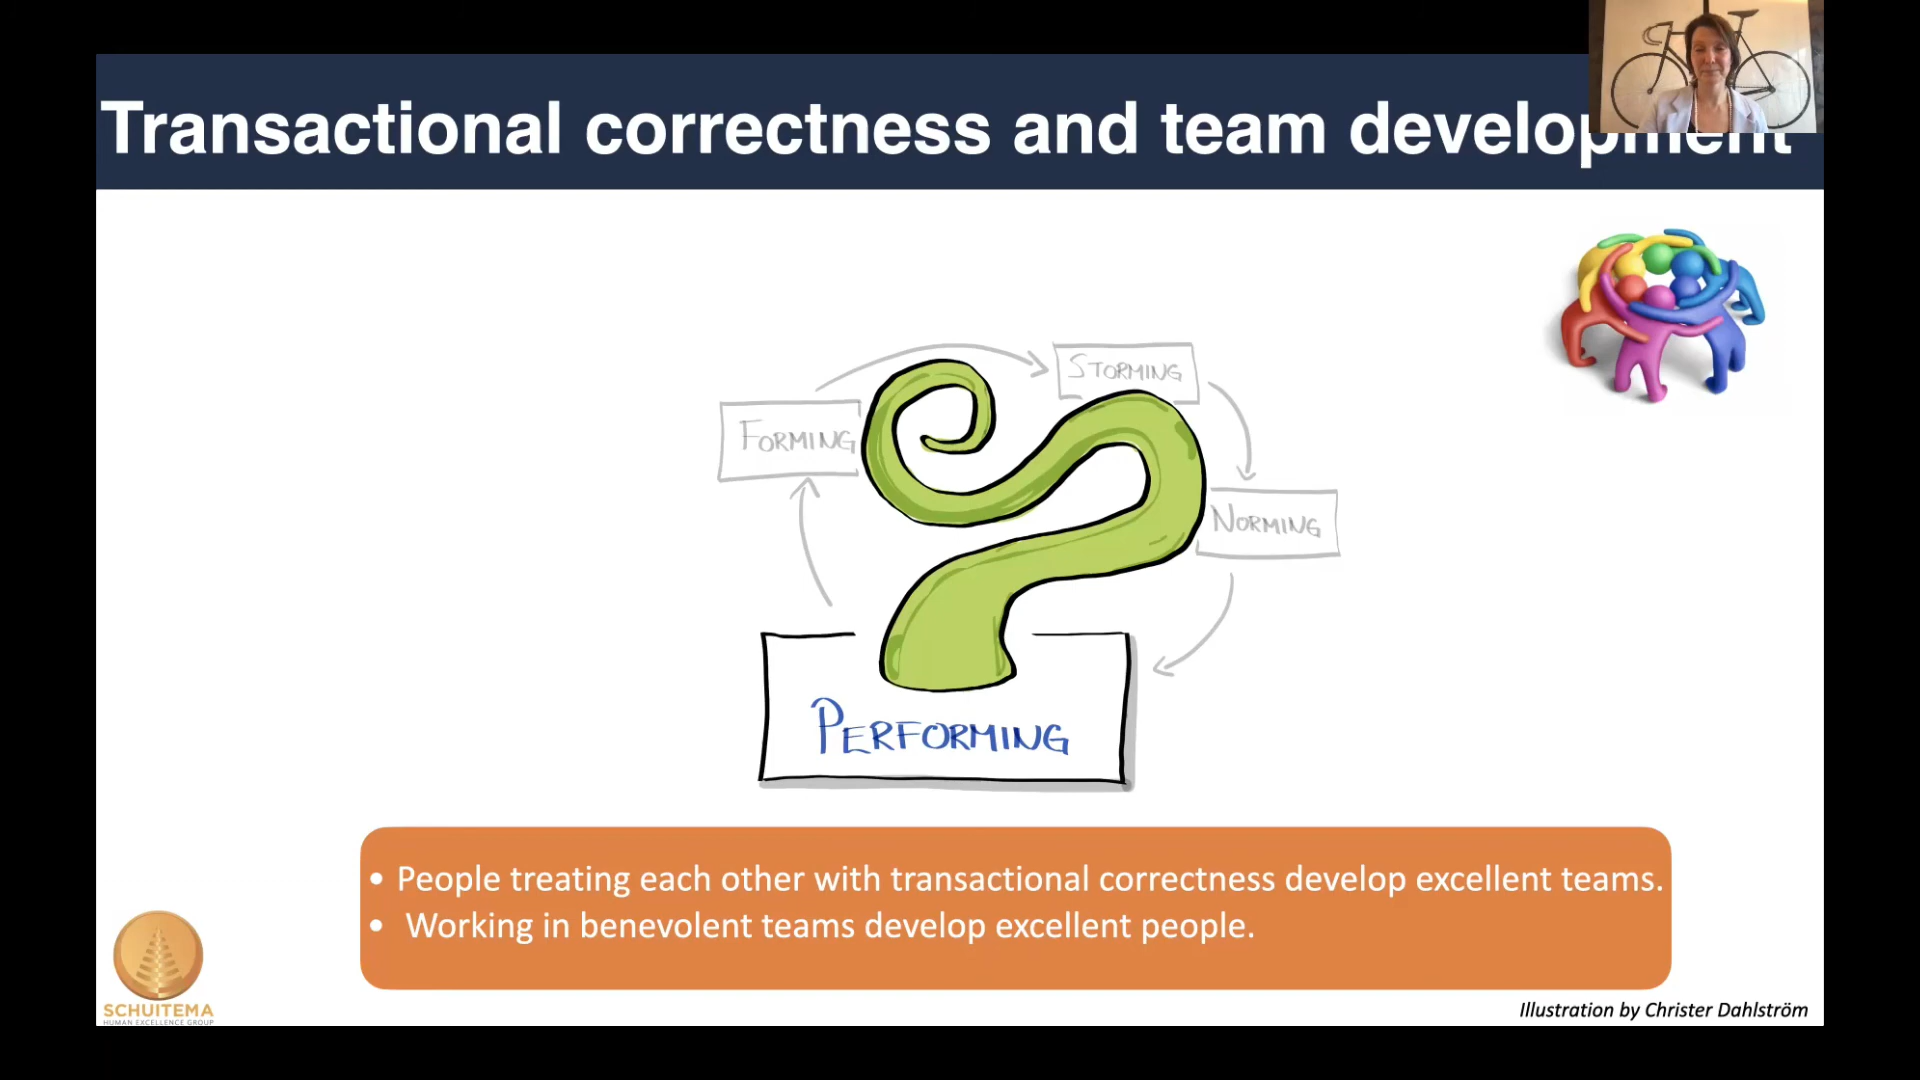 Transactional correctness and team development
STORMING
FORMING
NORMING
PERFORMING
• People treating each other with transactional correctness develop excellent teams.
• Working in benevolent teams develop excellent people.
SCHUITEMA
HUMAN EXCELLENCE GROUP
Illustration by Christer Dahlström